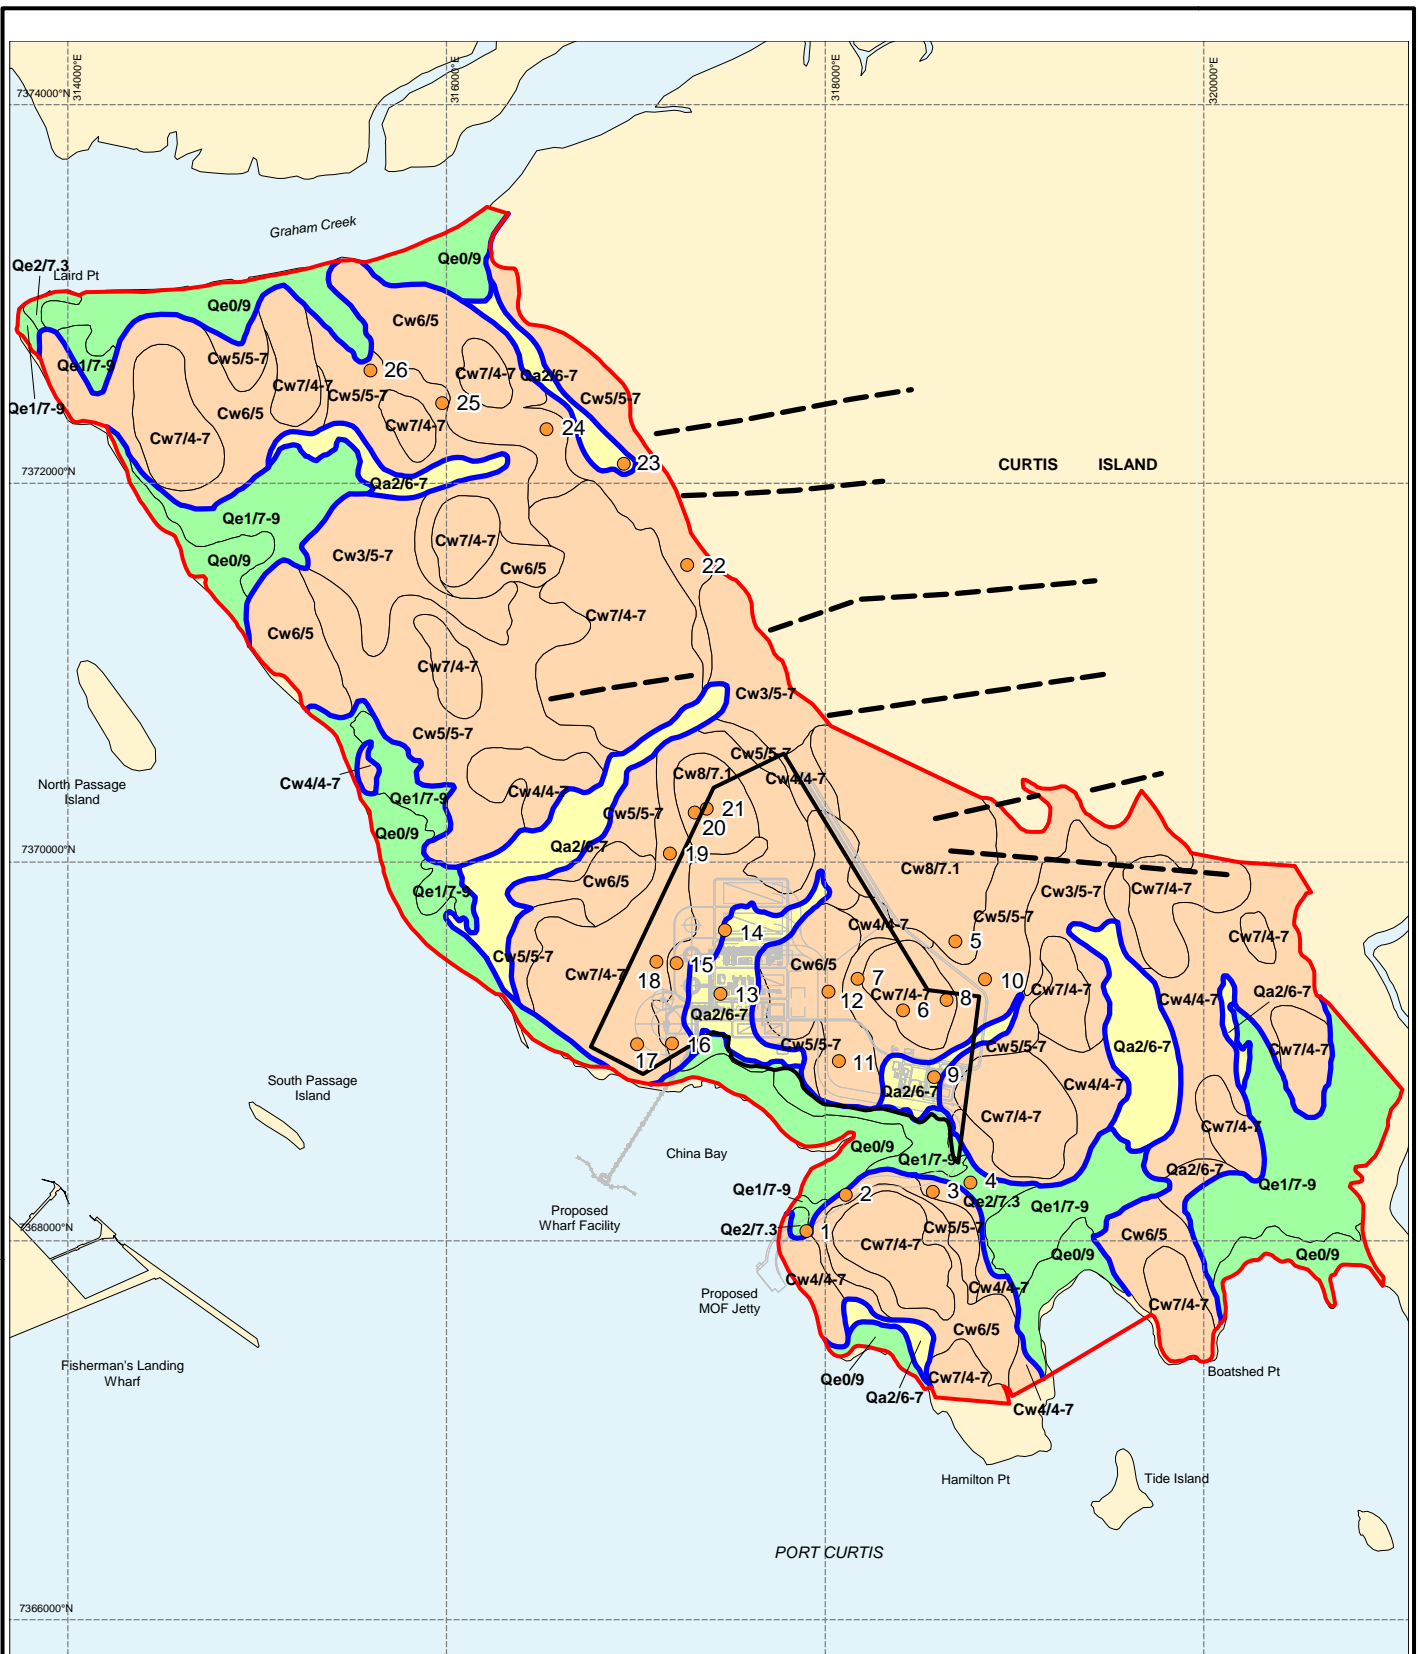 314000°E
316000°E
318000°E
320000°E
7374000°N
Graham Creek
Qe0/9
Qe2/7.3
Laird Pt
Qe0/9
Cw6/5
Cw5/5-7
Qe1/7-9
26
Cw7/4-7
Qa2/6-7
Cw7/4-7
Cw5/5-7
Cw5/5-7
Qe1/7-9
Cw6/5
25
Cw7/4-7
24
Cw7/4-7
23
CURTIS ISLAND
7372000°N
Qa2/6-7
Qe1/7-9
Cw7/4-7
Cw3/5-7
Qe0/9
Cw6/5
22
Cw7/4-7
Cw6/5
Cw7/4-7
Cw3/5-7
Cw5/5-7
Cw5/5-7
Cw8/7.1
Cw4/4-7
North Passage
Island
Cw4/4-7
Cw4/4-7
Qe1/7-9
Cw5/5-7
21
20
Qe0/9
Qa2/6-7
7370000°N
19
Cw8/7.1
Cw6/5
Cw3/5-7
Cw7/4-7
Qe1/7-9
Cw4/4-7
Cw5/5-7
Cw7/4-7
14
5
Cw5/5-7
Cw6/5
Cw7/4-7
18
15
7
10
Cw7/4-7
Cw4/4-7
Qa2/6-7
13
12
Cw7/4-7
8
6
Qa2/6-7
Cw5/5-7
Cw5/5-7
Qa2/6-7
Cw7/4-7
16
17
11
9
Cw4/4-7
South Passage
Island
Qa2/6-7
Cw7/4-7
Cw7/4-7
China Bay
Qe0/9
Qe1/7-9
Qa2/6-7
Qe1/7-9
4
Qe1/7-9
2
3
Qe2/7.3
Qe1/7-9
Proposed
Wharf Facility
7368000°N
Qe2/7.3
1
Cw5/5-7
Cw6/5
Cw7/4-7
Qe0/9
Qe0/9
Cw4/4-7
Cw4/4-7
Proposed
MOF Jetty
Cw7/4-7
Cw6/5
Fisherman's Landing
Wharf
Boatshed Pt
Qe0/9
Cw7/4-7
Qa2/6-7
Cw4/4-7
Hamilton Pt
Tide Island
PORT CURTIS
7366000°N